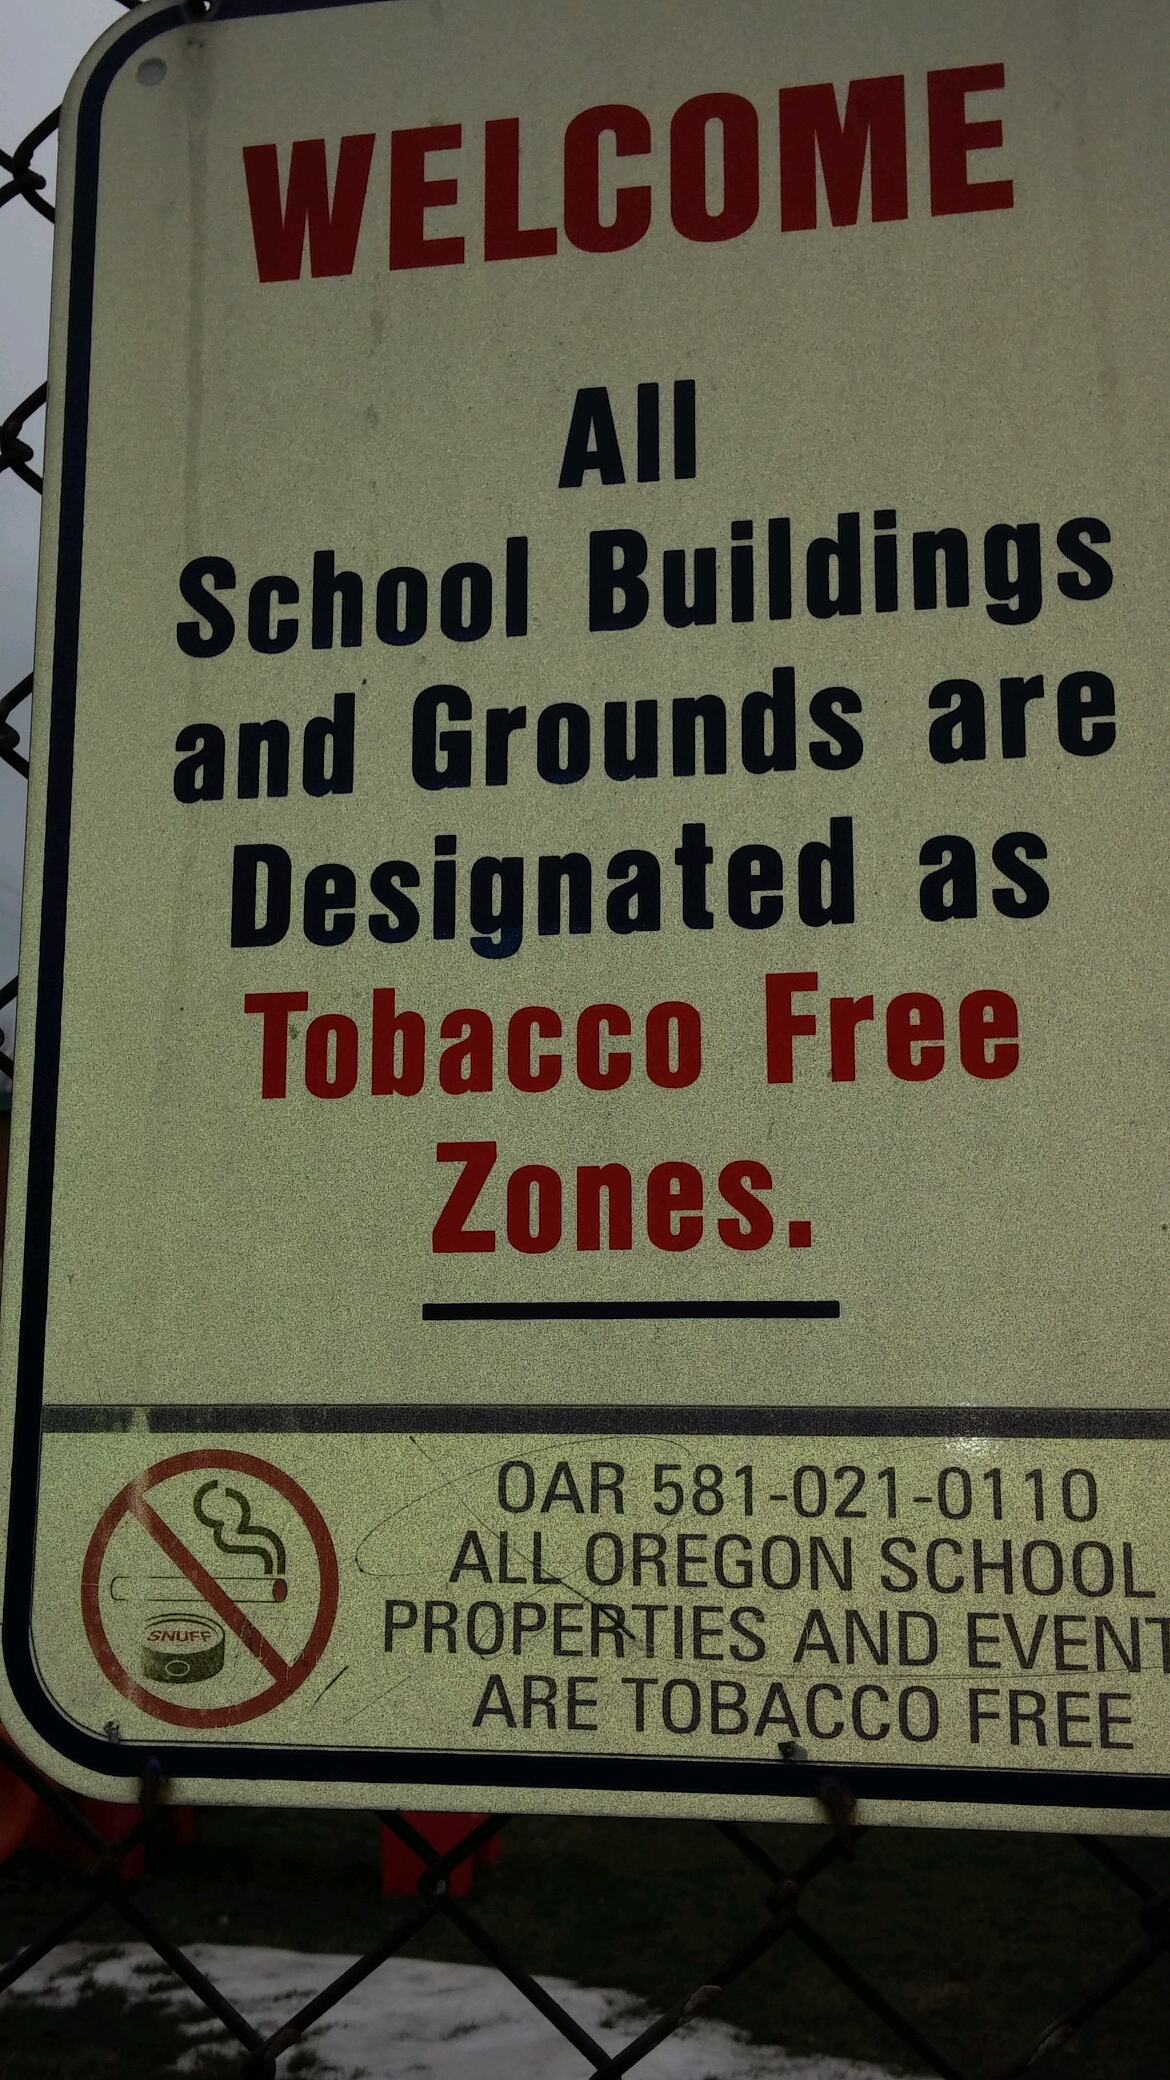 WELCOME
All
School Buildings
and Grounds are
Designated as
Tobacco Free
Zones.
SNUFF
OAR 581-021-0110
ALL OREGON SCHOOL
PROPERTIES AND EVENT
ARE TOBACCO FREE